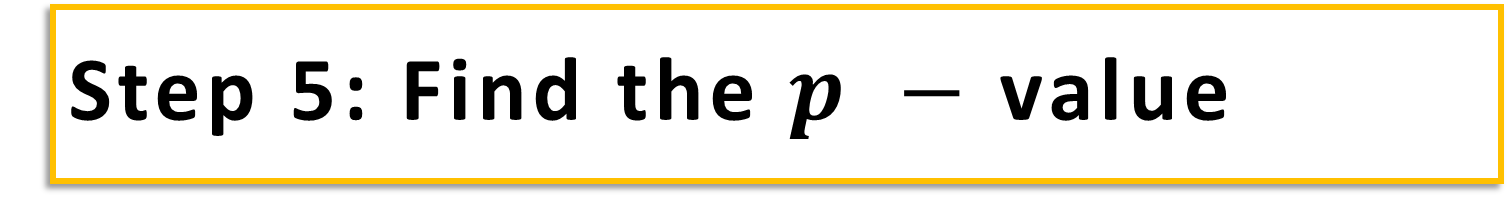 Step 5: Find the p – value